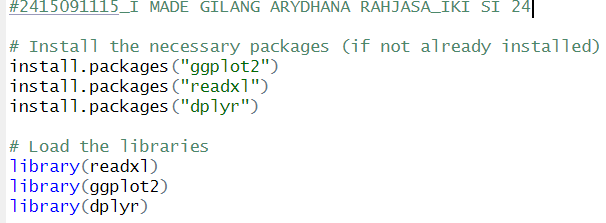 #2415091115_I MADE GILANG ARYDHANA RAHJASA_IKI SI 24
# Install the necessary packages (if not already installed)
install.packages("ggplot2")
install.packages("readxl")
install.packages("dplyr")
# Load the libraries
library(readxl)
library(ggplot2)
library(dplyr)